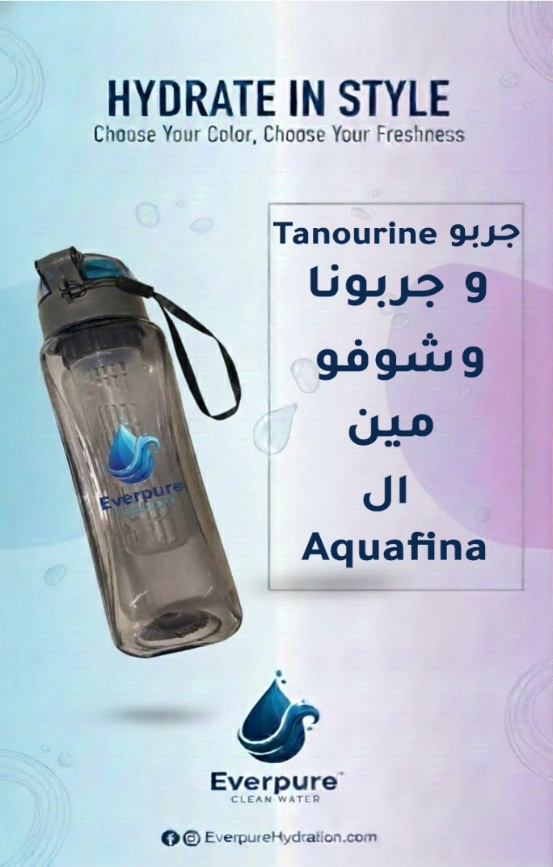 HYDRATE IN STYLE
Choose Your Color, Choose Your Freshness
جربو Tanourine
و جربونا
وشوفو
مين
ال
Aquafina
Everpure
Everpure™
CLEAN WATER
EverpureHydration.com